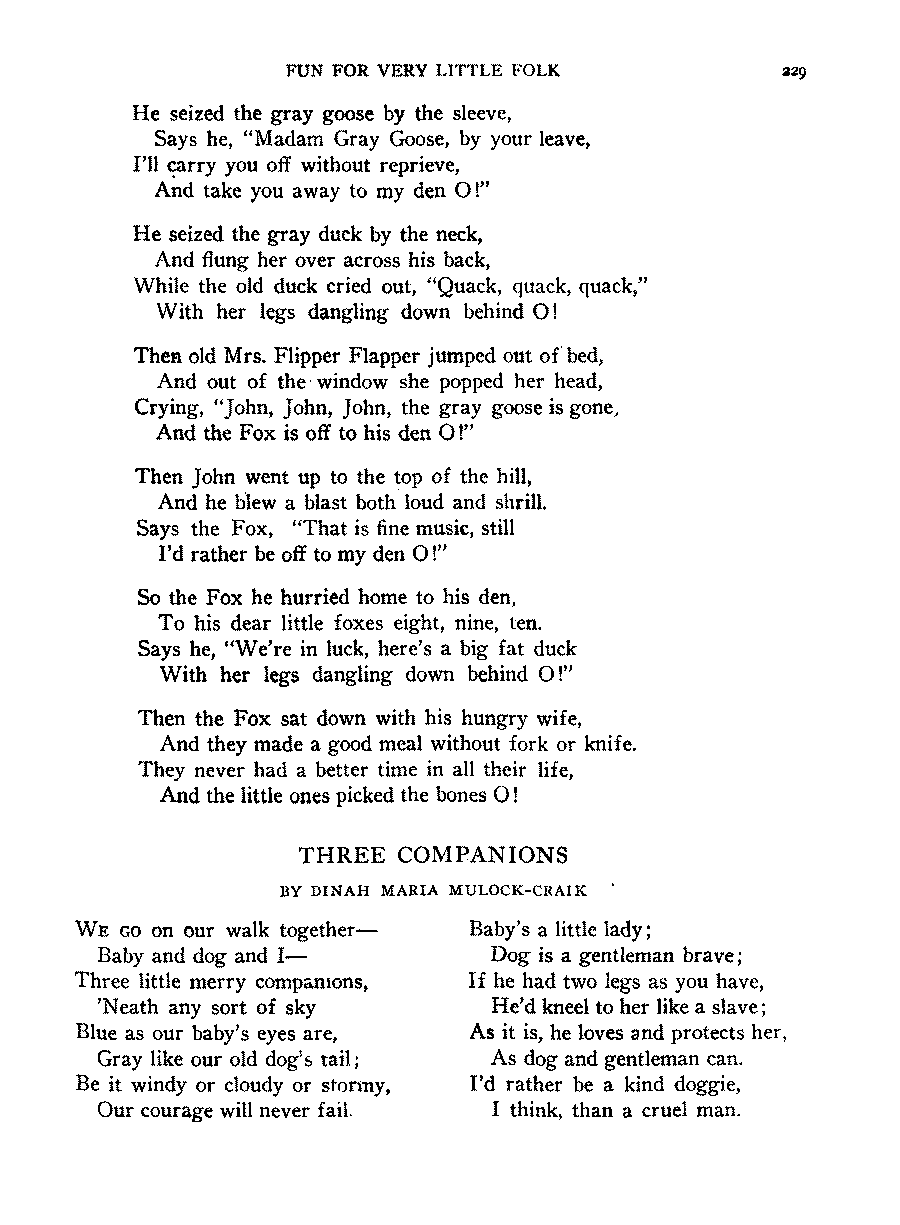 FUN FOR VERY LITTLE FOLK 229
He seized the gray goose by the sleeve,
Says he, "Madam Gray Goose, by your leave,
I'll carry you off without reprieve,
And take you away to my den O!"
He seized the gray duck by the neck,
And flung her over across his back,
While the old duck cried out, "Quack, quack, quack,"
With her legs dangling down behind O!
Then old Mrs. Flipper Flapper jumped out of bed,
And out of the window she popped her head,
Crying, "John, John, John, the gray goose is gone,
And the Fox is off to his den O!"
Then John went up to the top of the hill,
And he blew a blast both loud and shrill.
Says the Fox, "That is fine music, still
I'd rather be off to my den O!"
So the Fox he hurried home to his den,
To his dear little foxes eight, nine, ten.
Says he, "We're in luck, here's a big fat duck
With her legs dangling down behind O!"
Then the Fox sat down with his hungry wife,
And they made a good meal without fork or knife.
They never had a better time in all their life,
And the little ones picked the bones O!
THREE COMPANIONS
BY DINAH MARIA MULOCK-CRAIK
WE GO on our walk together—
Baby and dog and I—
Three little merry companions,
'Neath any sort of sky
Blue as our baby's eyes are,
Gray like our old dog's tail;
Be it windy or cloudy or stormy,
Our courage will never fail.
Baby's a little lady;
Dog is a gentleman brave;
If he had two legs as you have,
He'd kneel to her like a slave;
As it is, he loves and protects her,
As dog and gentleman can.
I'd rather be a kind doggie,
I think, than a cruel man.